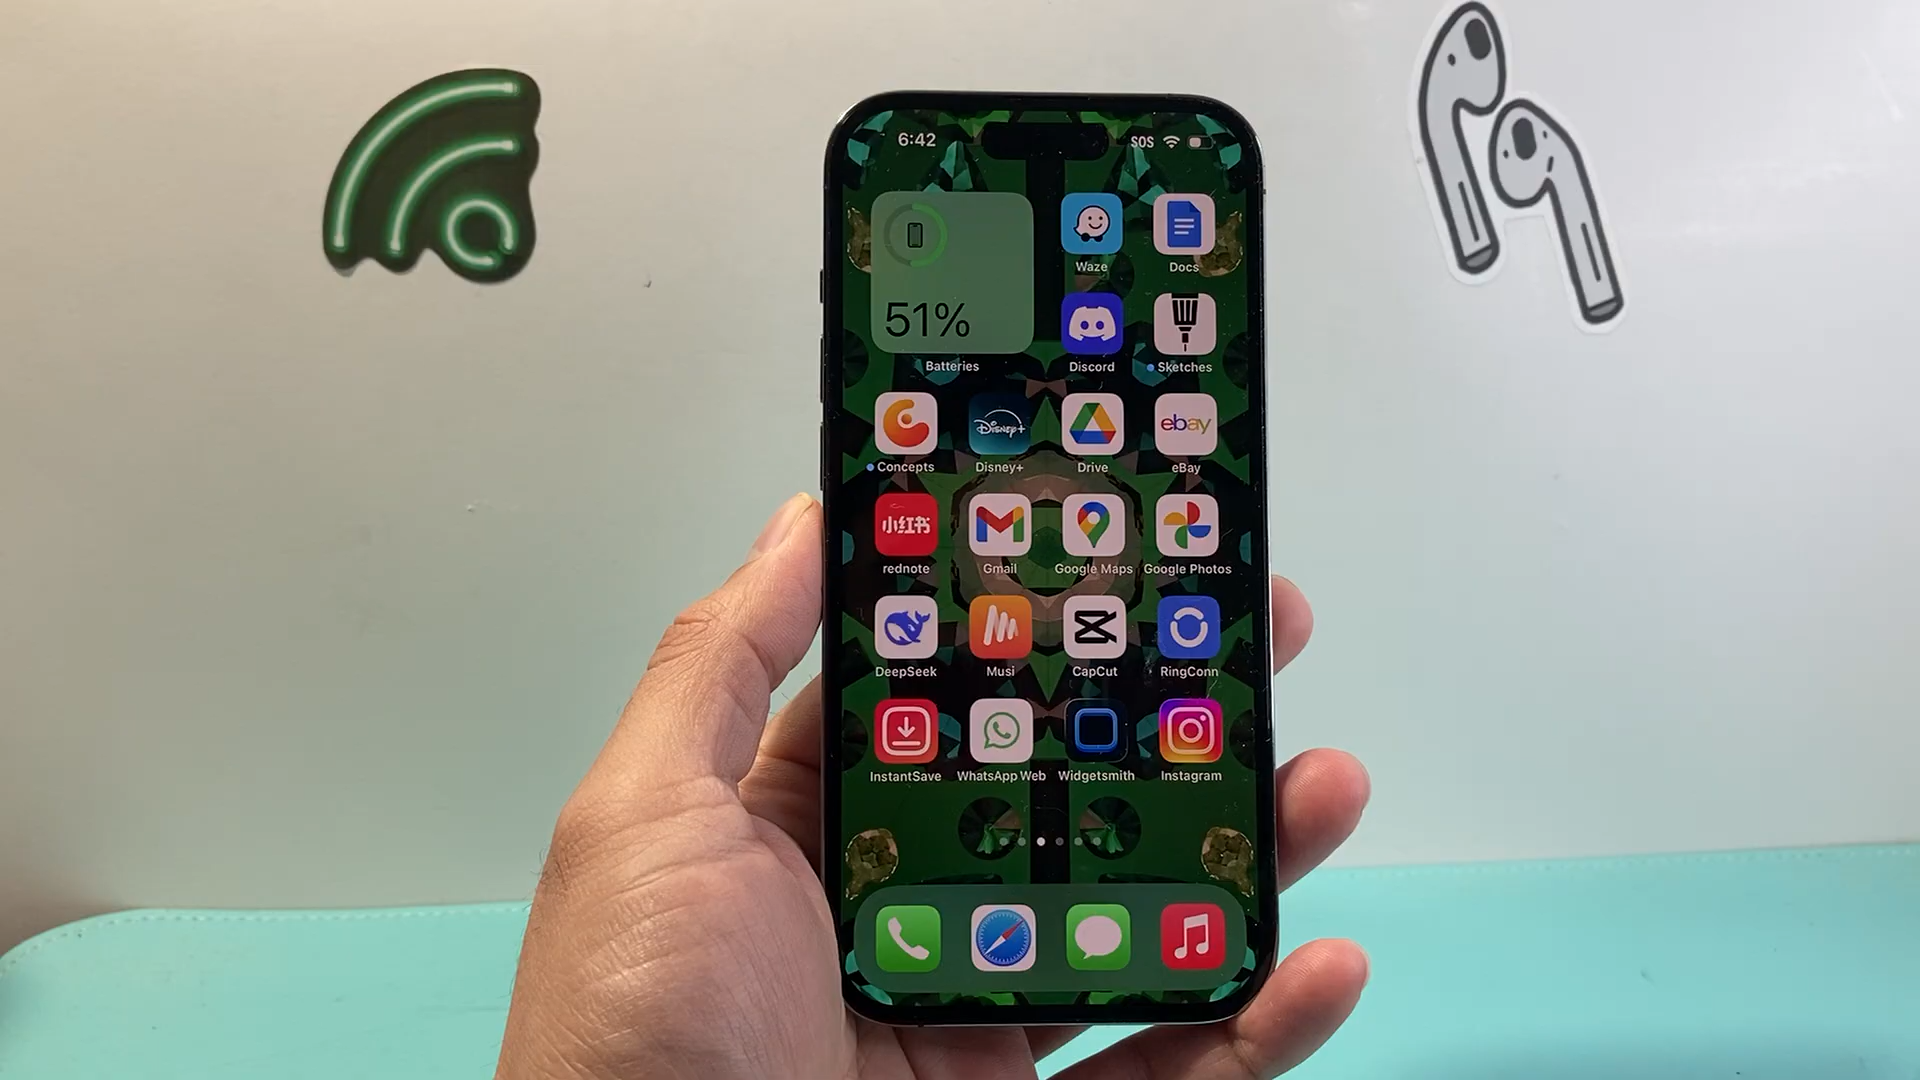 6:42 SOS
51%
Batteries
Waze Docs
Discord Sketches
Disney+ ebay
Concepts Disney+ Drive eBay
小红书
rednote Gmail Google Maps Google Photos
DeepSeek Musi CapCut RingConn
InstantSave WhatsApp Web Widgetsmith Instagram